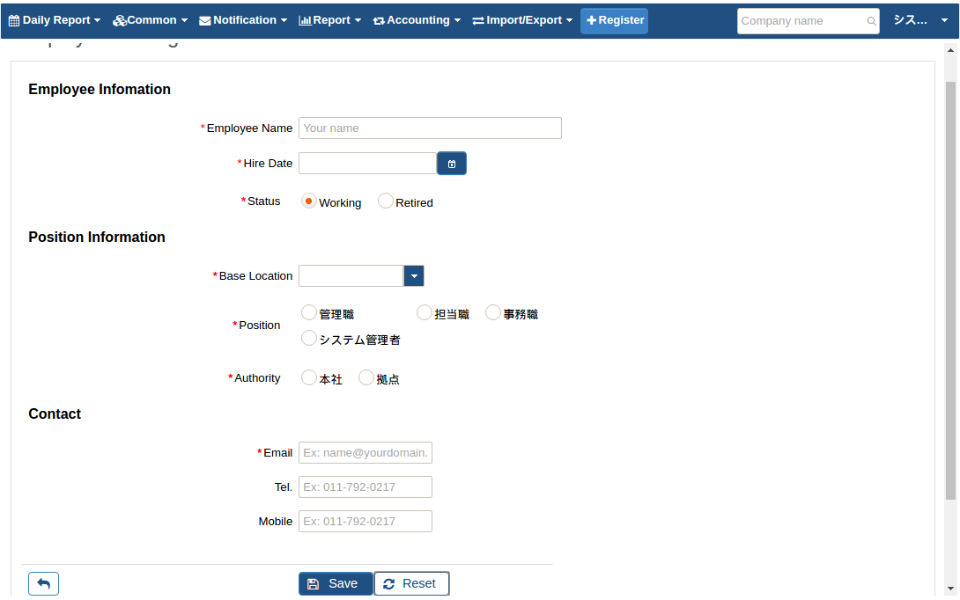 Daily Report Common Notification Report Accounting Import/Export Register Company name シス...
Employee Infomation
*Employee Name Your name
*Hire Date
*Status Working Retired
Position Information
*Base Location
*Position 管理職 担当職 事務職
システム管理者
*Authority 本社 拠点
Contact
*Email Ex: name@yourdomain.
Tel. Ex: 011-792-0217
Mobile Ex: 011-792-0217
Save Reset